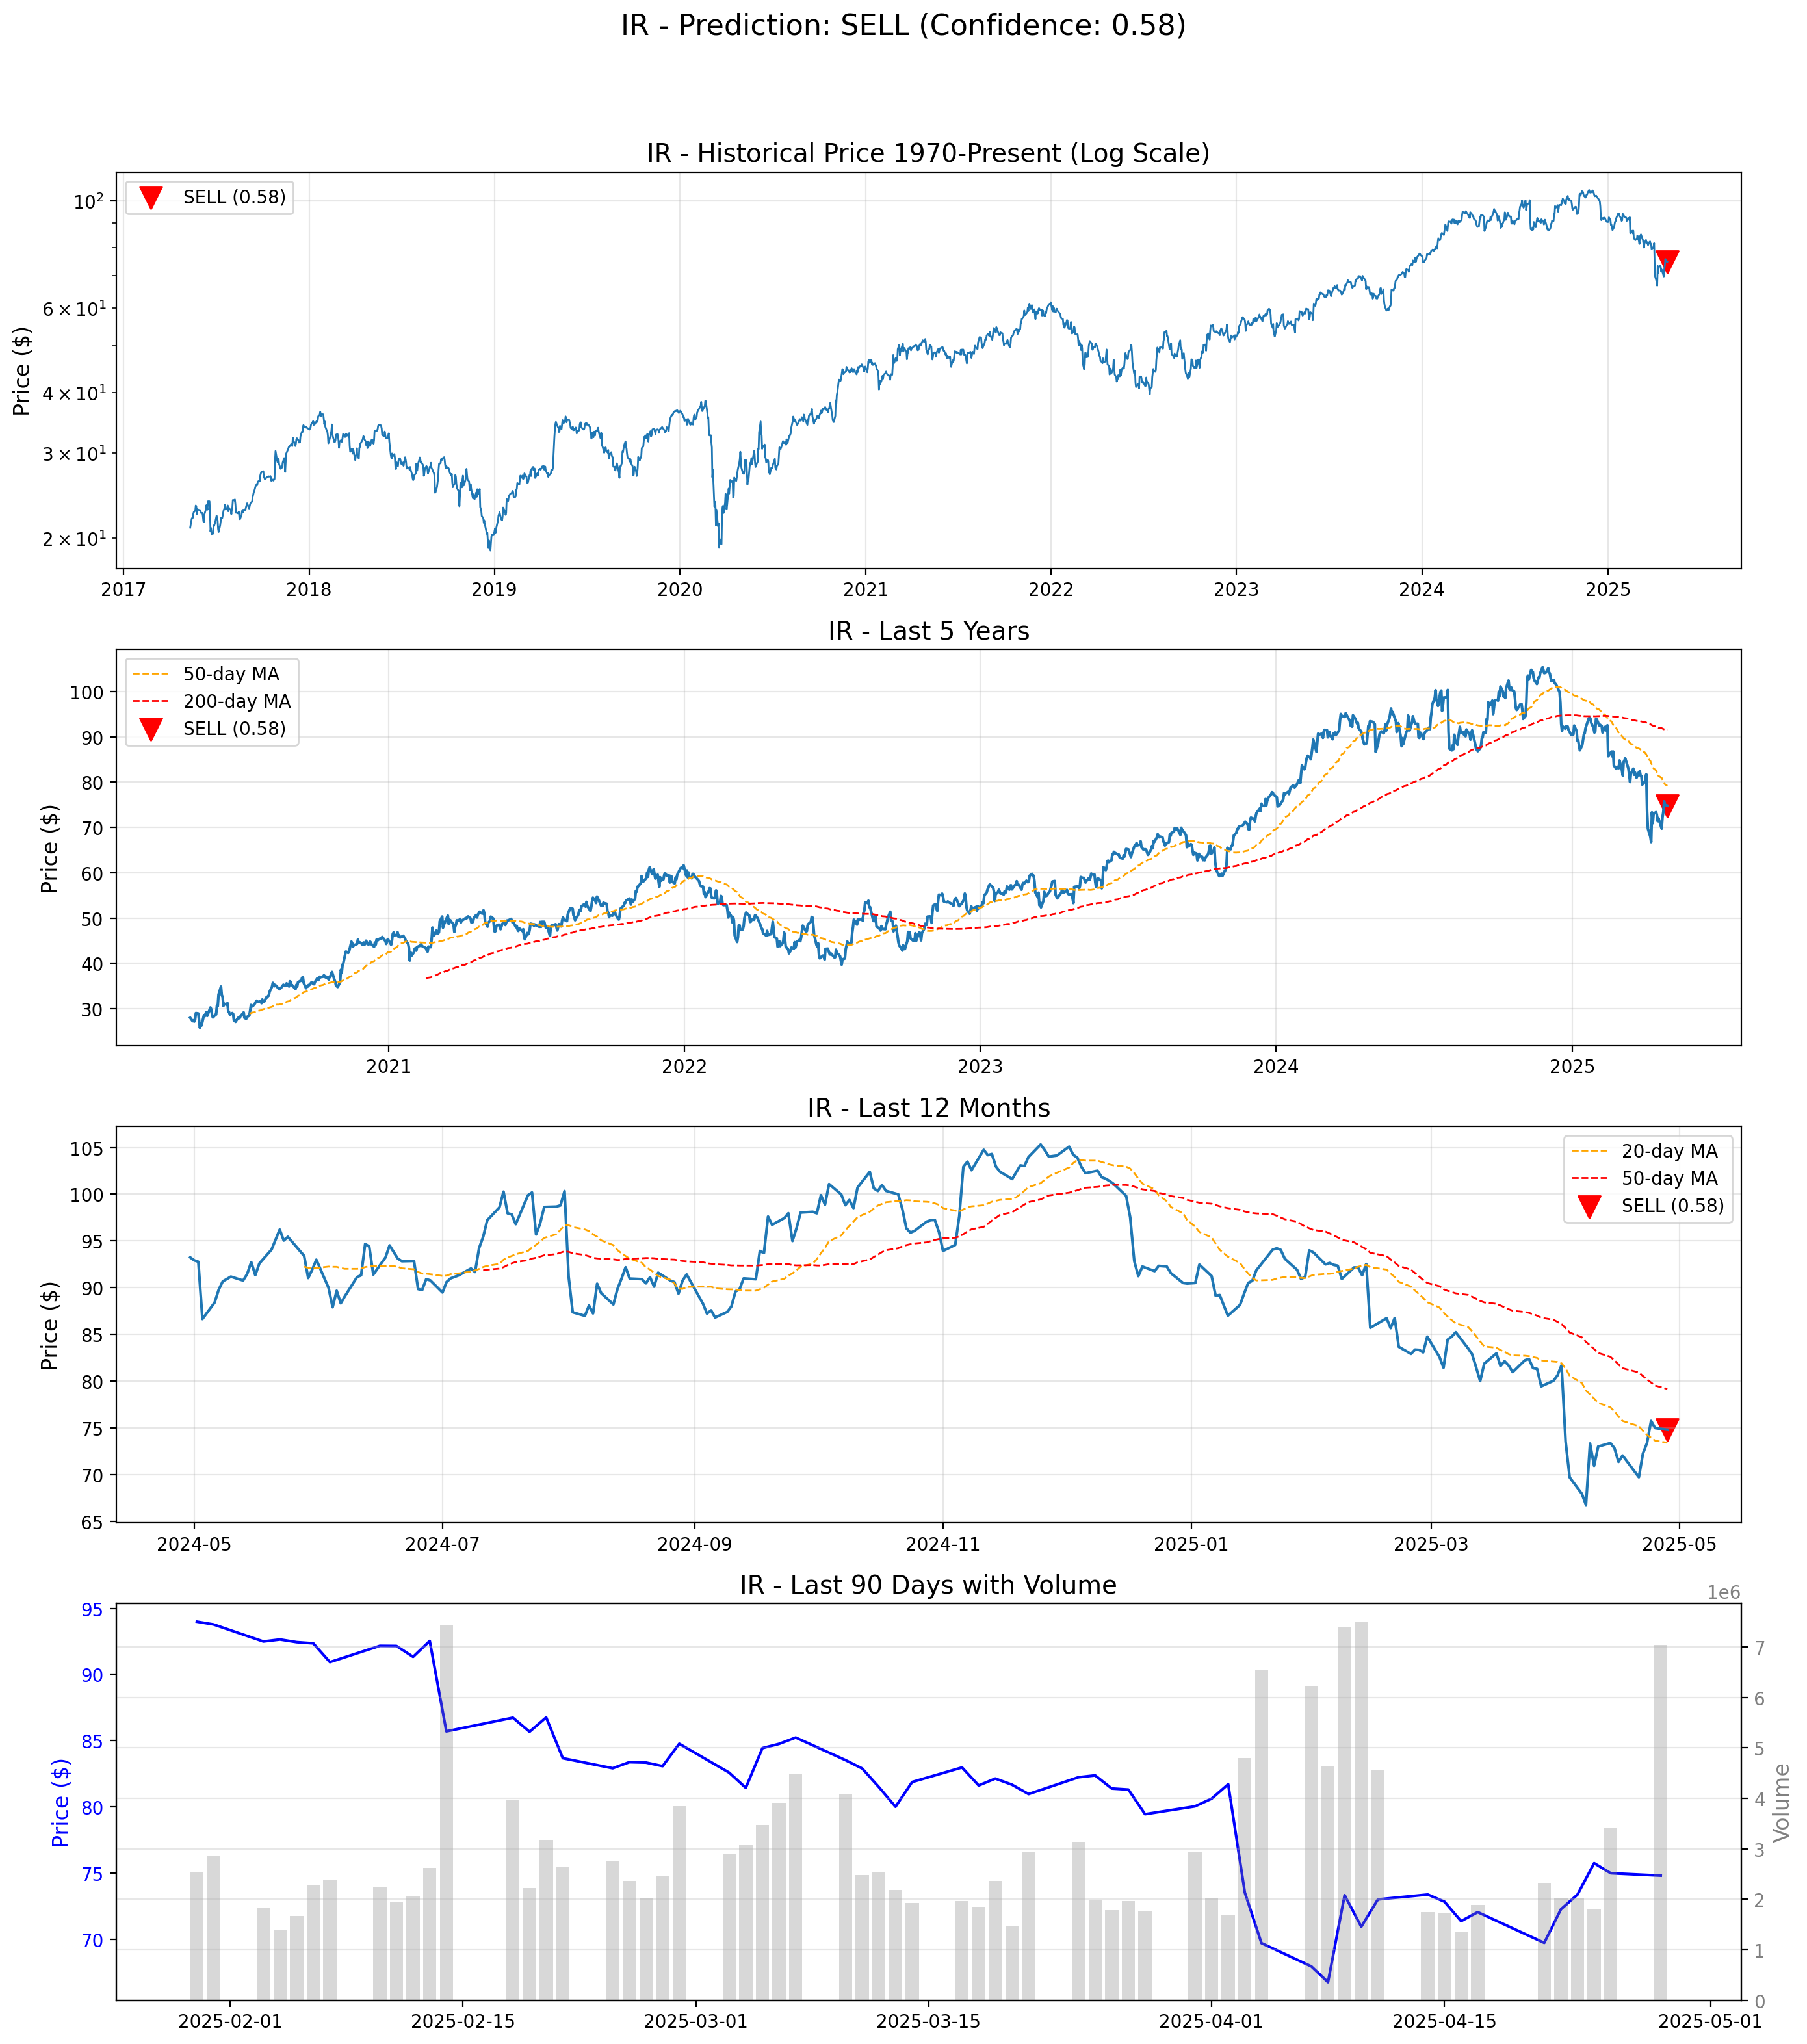 IR - Prediction: SELL (Confidence: 0.58)
IR - Historical Price 1970-Present (Log Scale)
SELL (0.58)
Price ($)
10²
6 × 10¹
4 × 10¹
3 × 10¹
2 × 10¹
2017 2018 2019 2020 2021 2022 2023 2024 2025
IR - Last 5 Years
50-day MA
200-day MA
SELL (0.58)
Price ($)
100
90
80
70
60
50
40
30
2021 2022 2023 2024 2025
IR - Last 12 Months
20-day MA
50-day MA
SELL (0.58)
Price ($)
105
100
95
90
85
80
75
70
65
2024-05 2024-07 2024-09 2024-11 2025-01 2025-03 2025-05
IR - Last 90 Days with Volume
1e6
Price ($)
95
90
85
80
75
70
7
6
5
4
3
2
1
0
Volume
2025-02-01 2025-02-15 2025-03-01 2025-03-15 2025-04-01 2025-04-15 2025-05-01